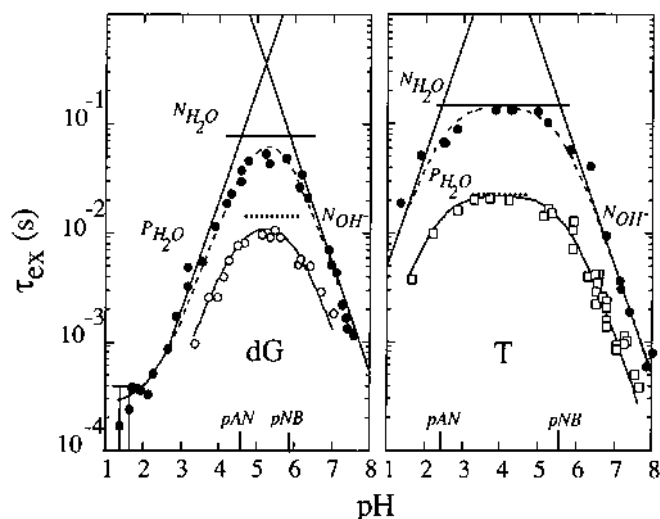 τex (s)
10⁻¹
10⁻²
10⁻³
10⁻⁴
NH₂O
PH₂O
NOH⁻
dG
pAN pNB
1 2 3 4 5 6 7 8
NH₂O
PH₂O
NOH⁻
T
pAN pNB
1 2 3 4 5 6 7 8
pH